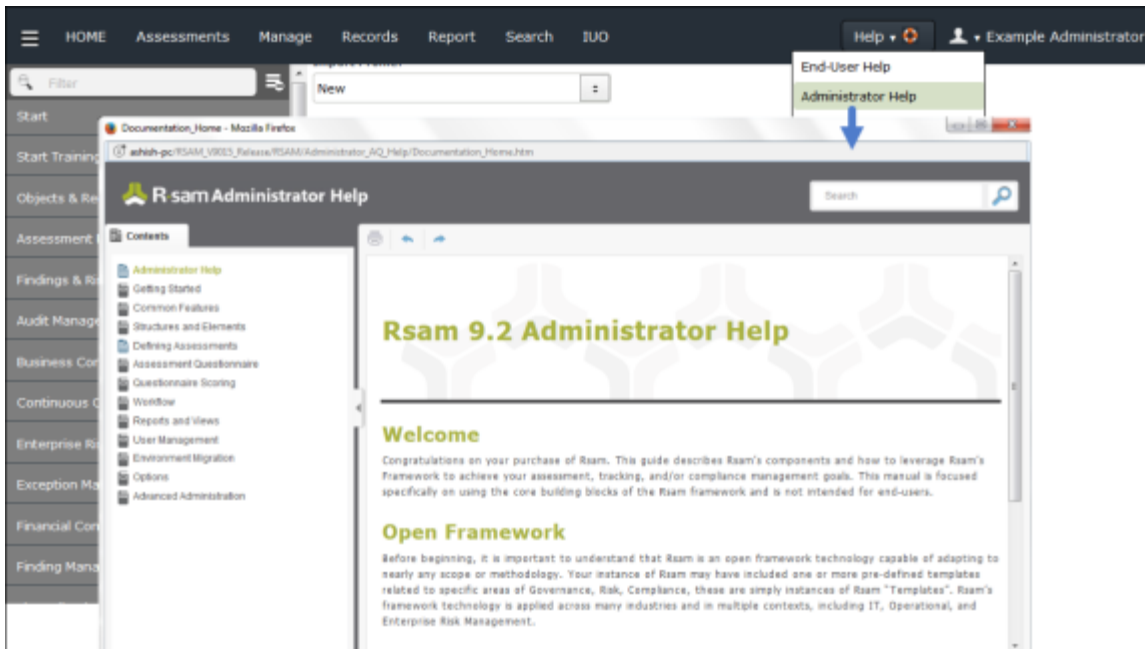 HOME Assessments Manage Records Report Search IUO Help Example Administrator
End-User Help
Administrator Help
Filter
New
Start
Start Training
Objects & Re
Assessment
Findings & Ri
Audit Manage
Business Con
Continuous C
Enterprise Ri
Exception Ma
Financial Con
Finding Mana
Documentation_Home - Mozilla Firefox
ashish-pc/RSAM_V9015_Release/RSAM/Administrator_AQ_Help/Documentation_Home.htm
Rsam Administrator Help
Search
Contents
Administrator Help
Getting Started
Common Features
Structures and Elements
Defining Assessments
Assessment Questionnaire
Questionnaire Scoring
Workflow
Reports and Views
User Management
Environment Migration
Options
Advanced Administration
Rsam 9.2 Administrator Help
Welcome
Congratulations on your purchase of Rsam. This guide describes Rsam's components and how to leverage Rsam's
Framework to achieve your assessment, tracking, and/or compliance management goals. This manual is focused
specifically on using the core building blocks of the Rsam framework and is not intended for end-users.
Open Framework
Before beginning, it is important to understand that Rsam is an open framework technology capable of adapting to
nearly any scope or methodology. Your instance of Rsam may have included one or more pre-defined templates
related to specific areas of Governance, Risk, Compliance, these are simply instances of Rsam "Templates". Rsam's
framework technology is applied across many industries and in multiple contexts, including IT, Operational, and
Enterprise Risk Management.